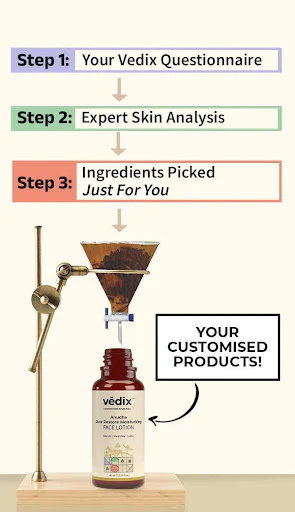 Step 1: Your Vedix Questionnaire
Step 2: Expert Skin Analysis
Step 3: Ingredients Picked
Just For You
YOUR
CUSTOMISED
PRODUCTS!
vedix
FACE LOTION